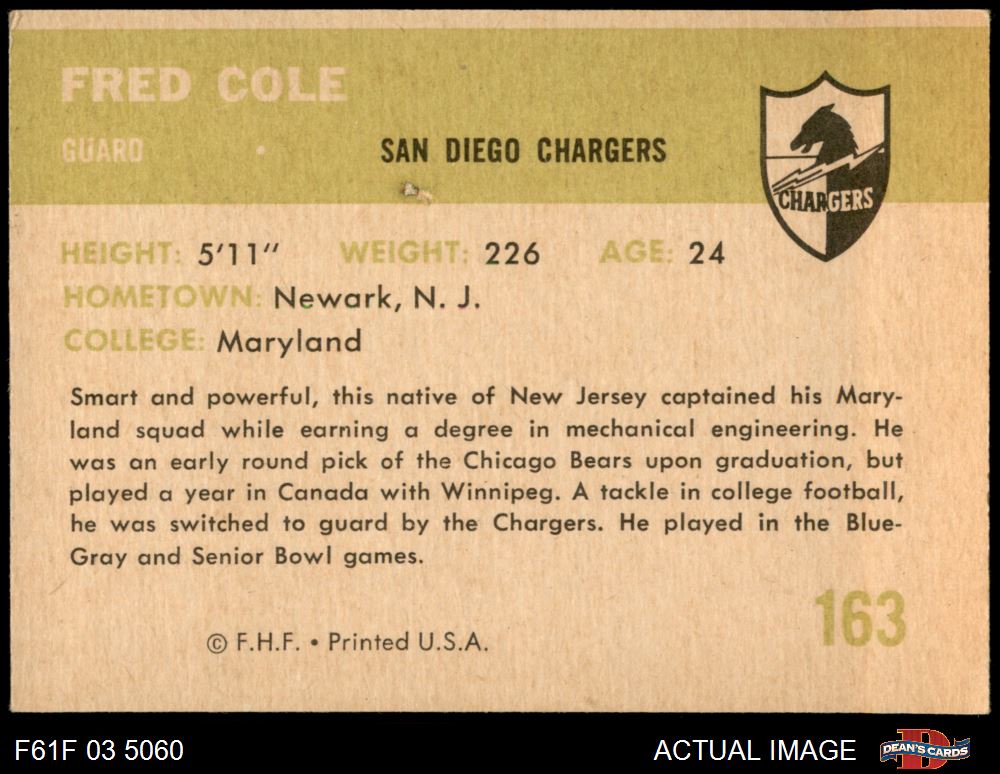 FRED COLE
GUARD
SAN DIEGO CHARGERS
CHARGERS
HEIGHT: 5'11" WEIGHT: 226 AGE: 24
HOMETOWN: Newark, N. J.
COLLEGE: Maryland
Smart and powerful, this native of New Jersey captained his Mary-
land squad while earning a degree in mechanical engineering. He
was an early round pick of the Chicago Bears upon graduation, but
played a year in Canada with Winnipeg. A tackle in college football,
he was switched to guard by the Chargers. He played in the Blue-
Gray and Senior Bowl games.
163
© F.H.F. • Printed U.S.A.
F61F 03 5060
ACTUAL IMAGE
DEAN'S CARDS